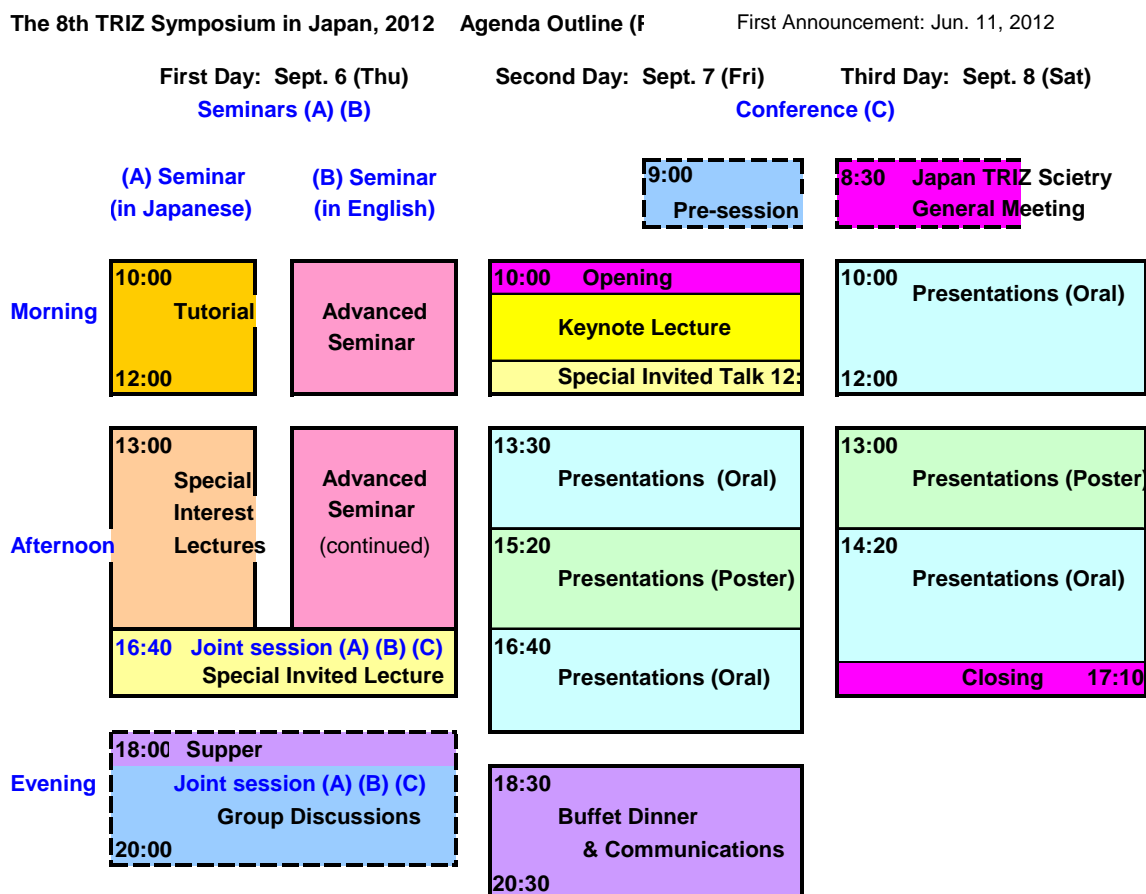 The 8th TRIZ Symposium in Japan, 2012 Agenda Outline (F
First Announcement: Jun. 11, 2012
First Day: Sept. 6 (Thu)
Second Day: Sept. 7 (Fri)
Third Day: Sept. 8 (Sat)
Seminars (A) (B)
Conference (C)
(A) Seminar
(in Japanese)
(B) Seminar
(in English)
9:00
Pre-session
8:30 Japan TRIZ Scietry
General Meeting
Morning
10:00
Tutorial
12:00
Advanced
Seminar
10:00 Opening
Keynote Lecture
Special Invited Talk 12:
10:00
Presentations (Oral)
12:00
Afternoon
13:00
Special
Interest
Lectures
Advanced
Seminar
(continued)
16:40 Joint session (A) (B) (C)
Special Invited Lecture
13:30
Presentations (Oral)
15:20
Presentations (Poster)
16:40
Presentations (Oral)
13:00
Presentations (Poster)
14:20
Presentations (Oral)
Closing 17:10
Evening
18:00 Supper
Joint session (A) (B) (C)
Group Discussions
20:00
18:30
Buffet Dinner
& Communications
20:30